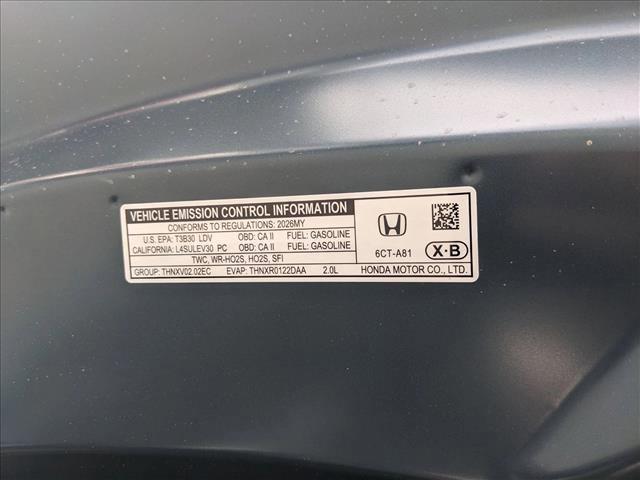 VEHICLE EMISSION CONTROL INFORMATION
CONFORMS TO REGULATIONS: 2026MY
U.S. EPA: T3B30 LDV OBD: CA II FUEL: GASOLINE
CALIFORNIA: L4SULEV30 PC OBD: CA II FUEL: GASOLINE
TWC, WR-HO2S, HO2S, SFI
GROUP: THNXV02.02EC EVAP: THNXR0122DAA 2.0L
6CT-A81
X·B
HONDA MOTOR CO., LTD.